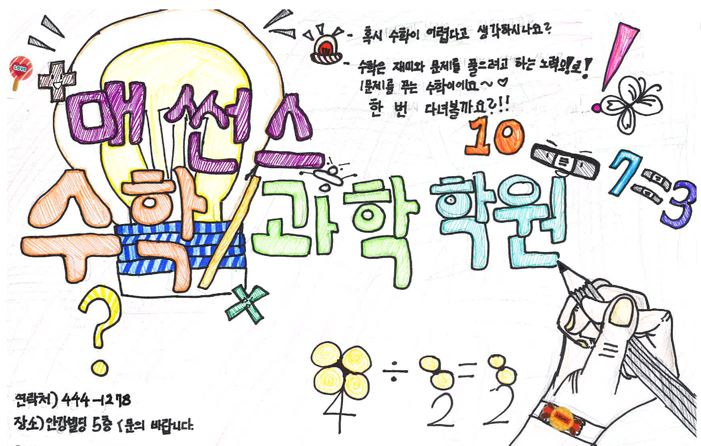 - 혹시 수학이 어렵다고 생각하시나요?
- 수학은 재미와 문제를 풀으려고 하는 노력으로!
1문제를 푸는 수학이에요~♡
한 번 다녀볼까요?!!
매썬스
수학/과학 학원
10 - 7 = 3
4 ÷ 2 = 2
연락처) 444-1278
장소) 안강빌딩 5층 (문의 바랍니다